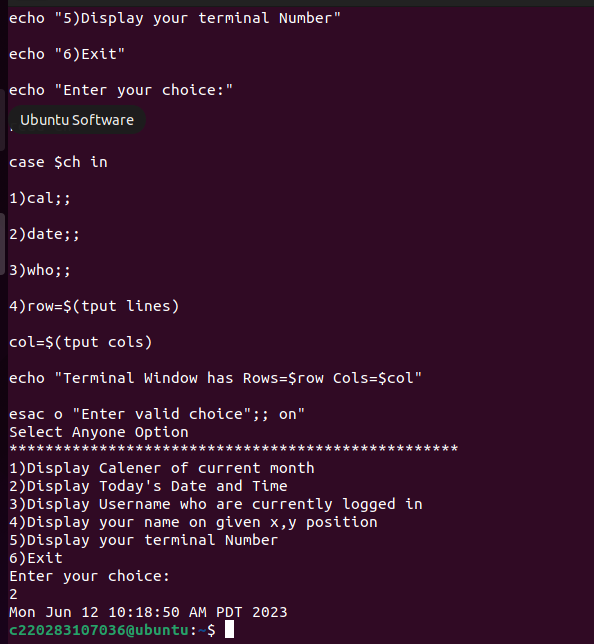 echo "5)Display your terminal Number"
echo "6)Exit"
echo "Enter your choice:"
Ubuntu Software
case $ch in
1)cal;;
2)date;;
3)who;;
4)row=$(tput lines)
col=$(tput cols)
echo "Terminal Window has Rows=$row Cols=$col"
esac o "Enter valid choice";; on"
Select Anyone Option
**************************************************
1)Display Calener of current month
2)Display Today's Date and Time
3)Display Username who are currently logged in
4)Display your name on given x,y position
5)Display your terminal Number
6)Exit
Enter your choice:
2
Mon Jun 12 10:18:50 AM PDT 2023
c220283107036@ubuntu:~$